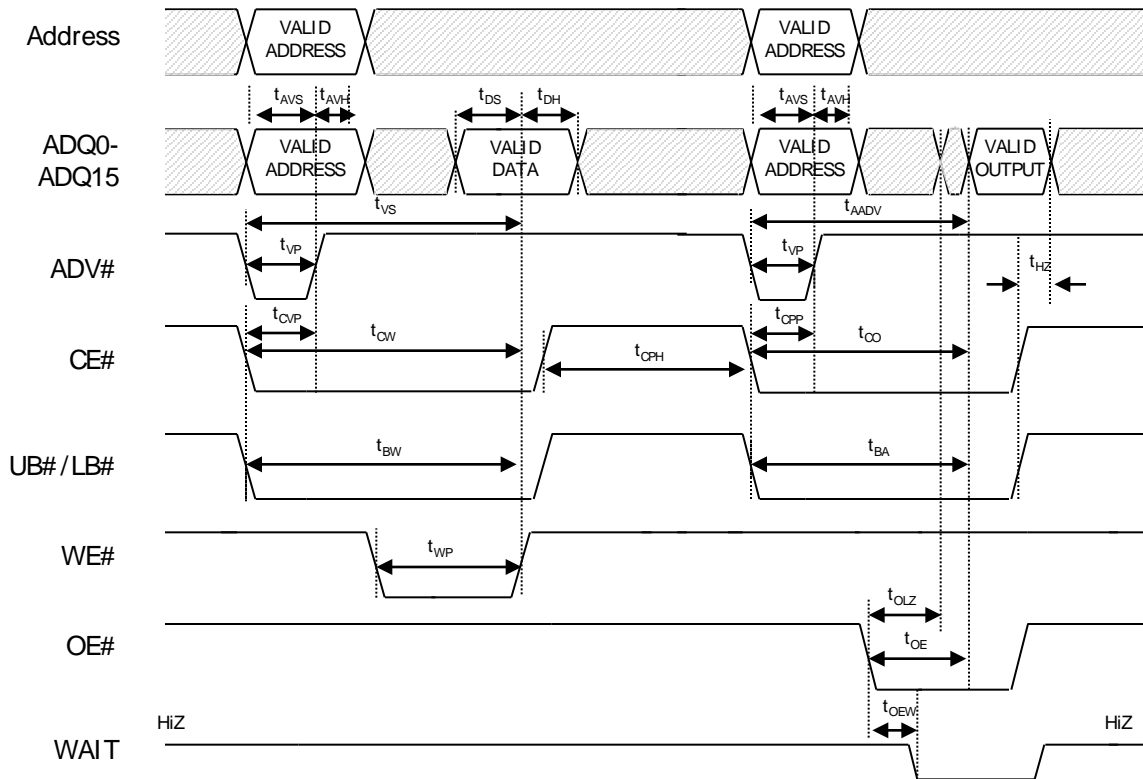 Address
VALID
ADDRESS
VALID
ADDRESS
tAVS
tAVH
tDS
tDH
tAVS
tAVH
ADQ0-
ADQ15
VALID
ADDRESS
VALID
DATA
VALID
ADDRESS
VALID
OUTPUT
tVS
tAADV
ADV#
tVP
tVP
tHZ
CE#
tCVP
tCW
tCPH
tCPP
tCO
UB# / LB#
tBW
tBA
WE#
tWP
OE#
tOLZ
tOE
tOEW
HiZ
HiZ
WAIT